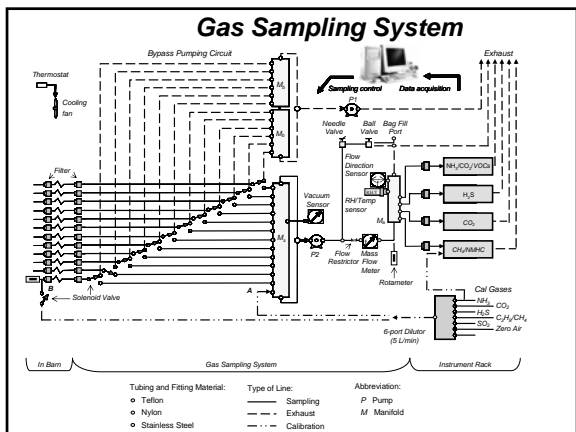 Gas Sampling System
Bypass Pumping Circuit
Exhaust
Thermostat
Cooling fan
Sampling control
Data acquisition
P1
Needle Valve
Ball Valve
Bag Fill Port
Filter
Flow Direction Sensor
RH/Temp sensor
Vacuum Sensor
NH3/CO2/VOCs
H2S
CO2
CH4/NMHC
P2
Flow Restrictor
Mass Flow Meter
Rotameter
A
B
Solenoid Valve
Cal Gases
NH3
CO2
H2S
C3H8/CH4
SO2
Zero Air
6-port Dilutor
(5 L/min)
In Barn
Gas Sampling System
Instrument Rack
Tubing and Fitting Material:
Teflon
Nylon
Stainless Steel
Type of Line:
Sampling
Exhaust
Calibration
Abbreviation:
P Pump
M Manifold